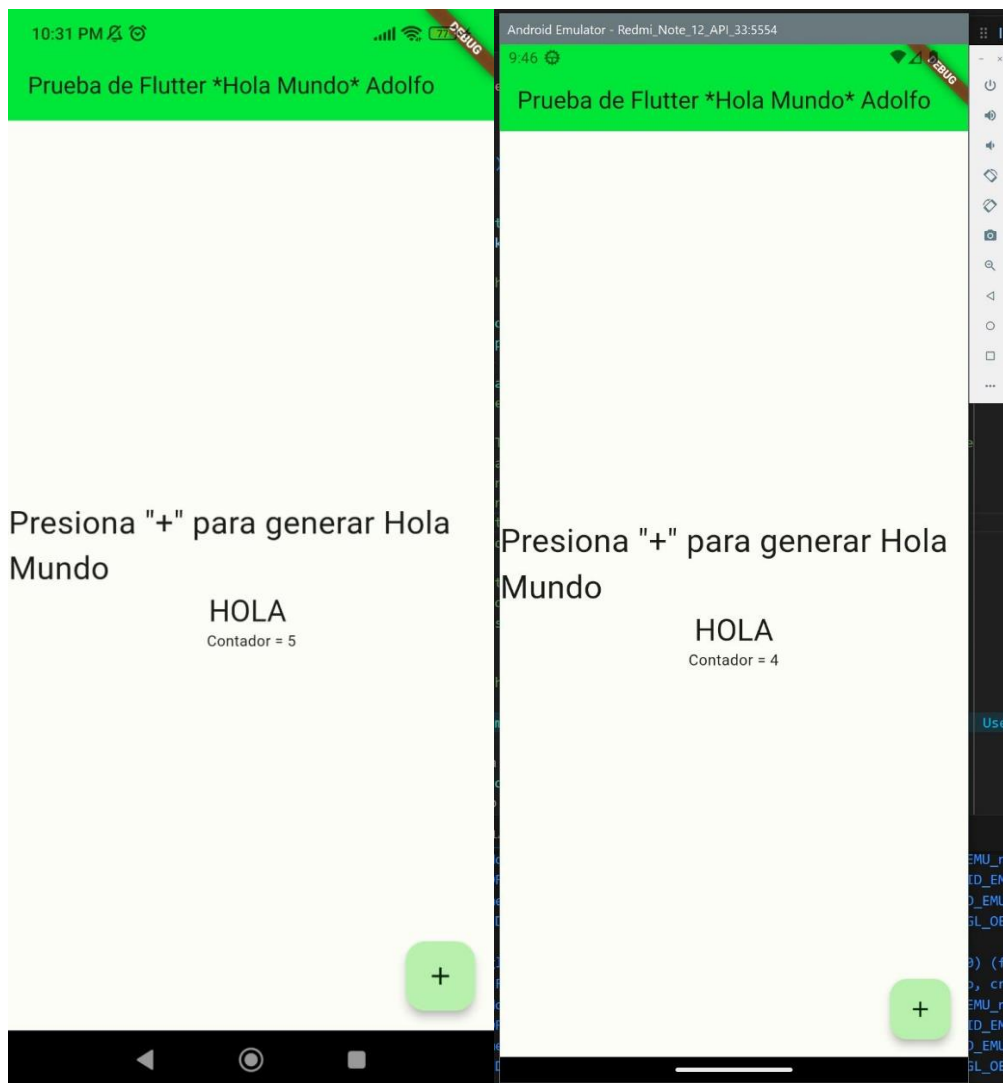 10:31 PM
77
DEBUG
Prueba de Flutter *Hola Mundo* Adolfo
Presiona "+" para generar Hola
Mundo
HOLA
Contador = 5
+
Android Emulator - Redmi_Note_12_API_33:5554
9:46
DEBUG
Prueba de Flutter *Hola Mundo* Adolfo
Presiona "+" para generar Hola
Mundo
HOLA
Contador = 4
+